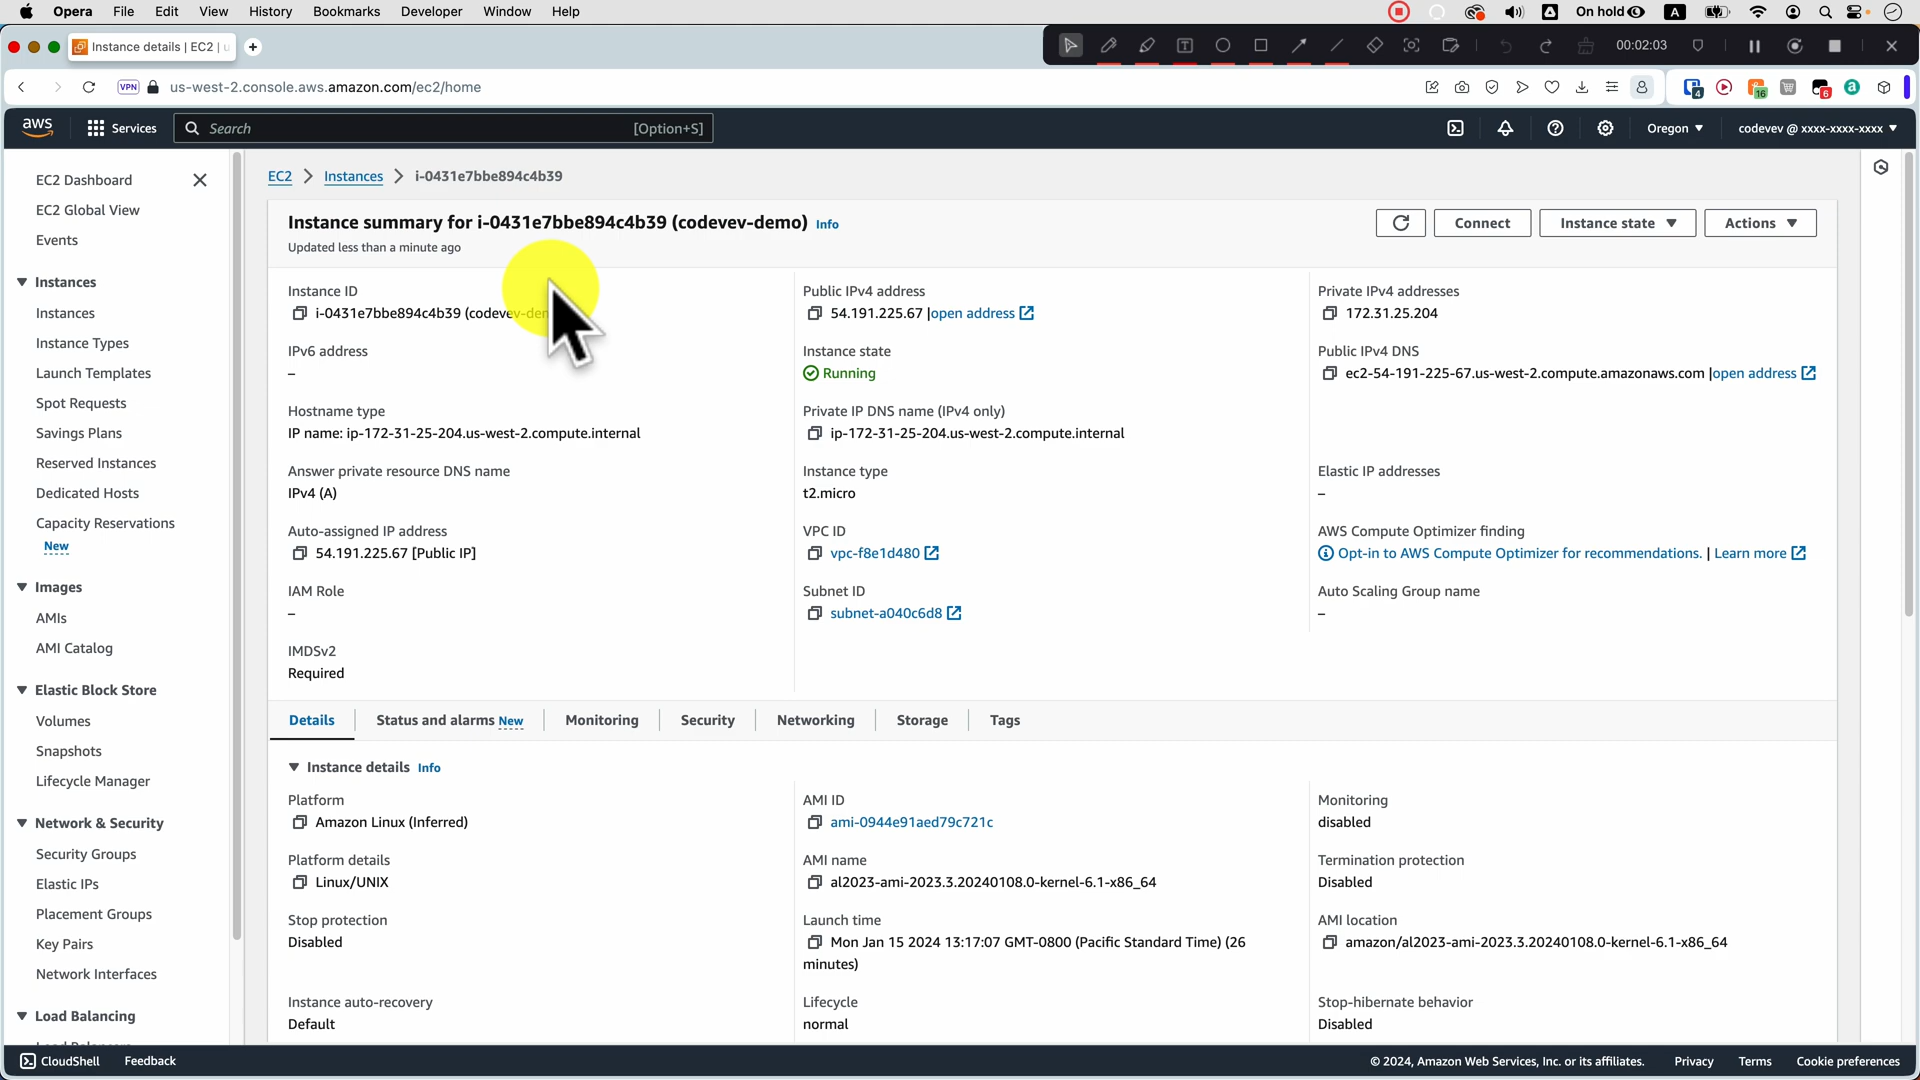 Opera File Edit View History Bookmarks Developer Window Help On hold A
Instance details | EC2 | u
00:02:03
VPN us-west-2.console.aws.amazon.com/ec2/home 4 16 6 a
aws Services Search [Option+S] Oregon codevev @ xxxx-xxxx-xxxx
EC2 Dashboard
EC2 Global View
Events
Instances
Instances
Instance Types
Launch Templates
Spot Requests
Savings Plans
Reserved Instances
Dedicated Hosts
Capacity Reservations
New
Images
AMIs
AMI Catalog
Elastic Block Store
Volumes
Snapshots
Lifecycle Manager
Network & Security
Security Groups
Elastic IPs
Placement Groups
Key Pairs
Network Interfaces
Load Balancing
EC2 > Instances > i-0431e7bbe894c4b39
Instance summary for i-0431e7bbe894c4b39 (codevev-demo) Info
Updated less than a minute ago
Connect Instance state Actions
Instance ID
i-0431e7bbe894c4b39
IPv6 address
–
Hostname type
IP name: ip-172-31-25-204.us-west-2.compute.internal
Answer private resource DNS name
IPv4 (A)
Auto-assigned IP address
54.191.225.67 [Public IP]
IAM Role
–
IMDSv2
Required
Public IPv4 address
54.191.225.67 |open address
Instance state
Running
Private IP DNS name (IPv4 only)
ip-172-31-25-204.us-west-2.compute.internal
Instance type
t2.micro
VPC ID
vpc-f8e1d480
Subnet ID
subnet-a040c6d8
Private IPv4 addresses
172.31.25.204
Public IPv4 DNS
ec2-54-191-225-67.us-west-2.compute.amazonaws.com |open address
Elastic IP addresses
–
AWS Compute Optimizer finding
Opt-in to AWS Compute Optimizer for recommendations. | Learn more
Auto Scaling Group name
–
Details Status and alarms New Monitoring Security Networking Storage Tags
Instance details Info
Platform
Amazon Linux (Inferred)
Platform details
Linux/UNIX
Stop protection
Disabled
Instance auto-recovery
Default
AMI ID
ami-0944e91aed79c721c
AMI name
al2023-ami-2023.3.20240108.0-kernel-6.1-x86_64
Launch time
Mon Jan 15 2024 13:17:07 GMT-0800 (Pacific Standard Time) (26
minutes)
Lifecycle
normal
Monitoring
disabled
Termination protection
Disabled
AMI location
amazon/al2023-ami-2023.3.20240108.0-kernel-6.1-x86_64
Stop-hibernate behavior
Disabled
CloudShell Feedback © 2024, Amazon Web Services, Inc. or its affiliates. Privacy Terms Cookie preferences